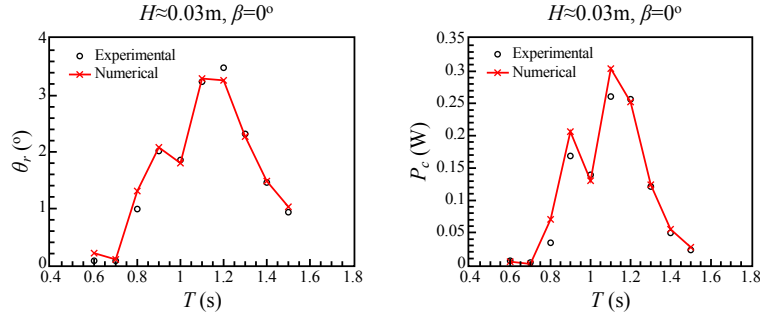 H≈0.03m, β=0º
Experimental
Numerical
θr (º)
4
3
2
1
0
0.4 0.6 0.8 1 1.2 1.4 1.6 1.8
T (s)
H≈0.03m, β=0º
Experimental
Numerical
Pc (W)
0.35
0.3
0.25
0.2
0.15
0.1
0.05
0
0.4 0.6 0.8 1 1.2 1.4 1.6 1.8
T (s)